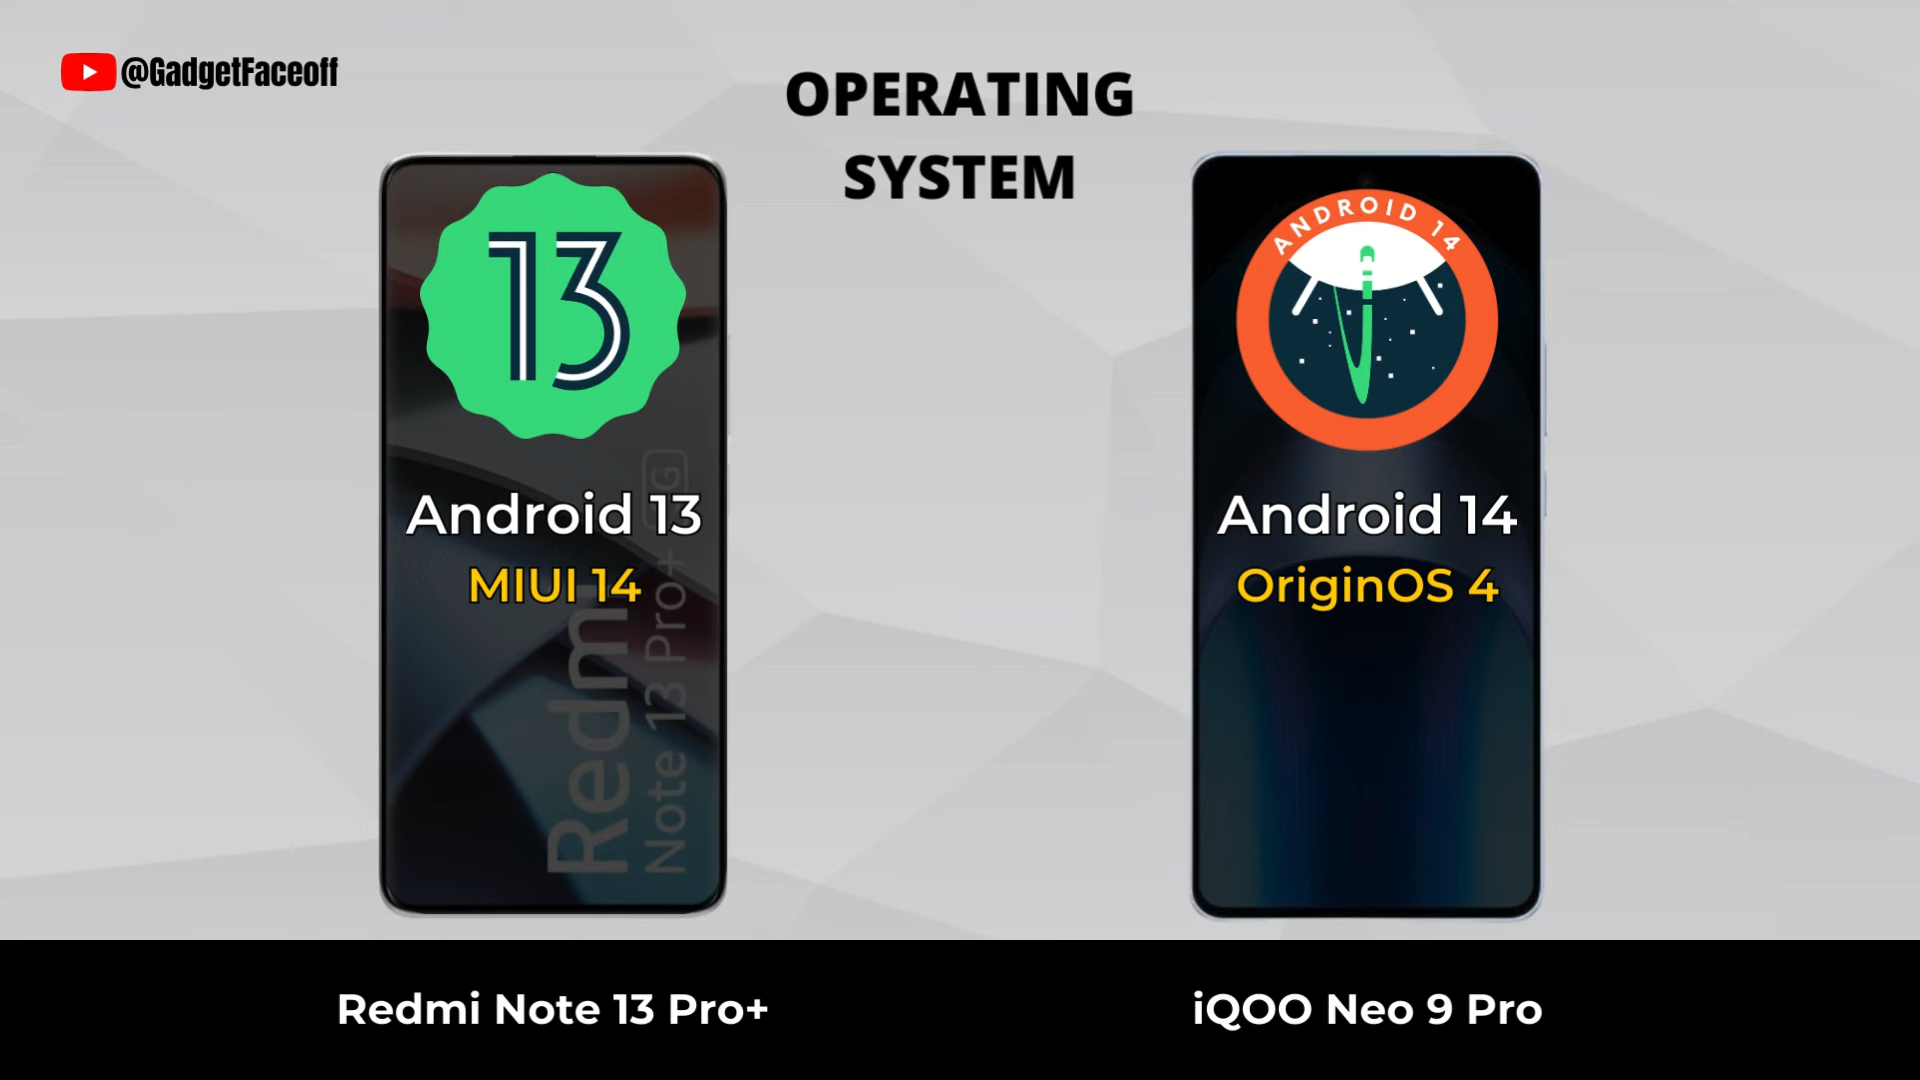 @GadgetFaceoff
OPERATING
SYSTEM
13
Android 13
MIUI 14
Redmi
Note 13 Pro+
ANDROID 14
Android 14
OriginOS 4
Redmi Note 13 Pro+
iQOO Neo 9 Pro